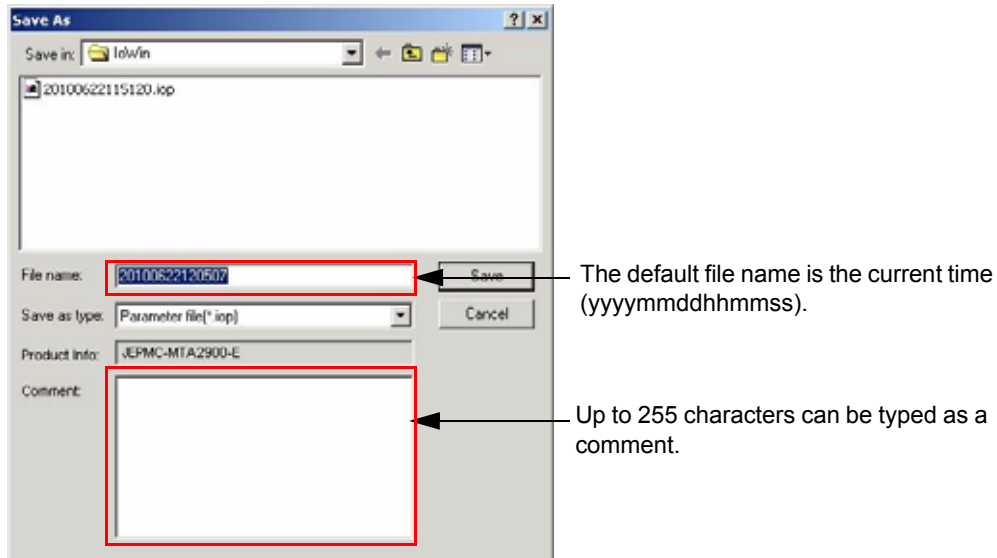 Save As
Save in: IoWin
20100622115120.iop
File name: 20100622120507 Save
Save as type: Parameter file(*.iop) Cancel
Product Info: JEPMC-MTA2900-E
Comment:
The default file name is the current time
(yyyymmddhhmmss).
Up to 255 characters can be typed as a
comment.